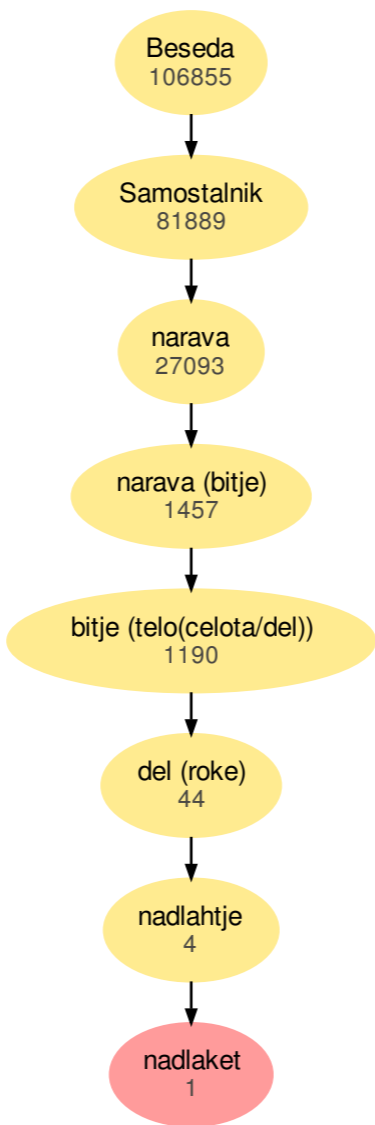 Beseda
106855
Samostalnik
81889
narava
27093
narava (bitje)
1457
bitje (telo(celota/del))
1190
del (roke)
44
nadlahtje
4
nadlaket
1